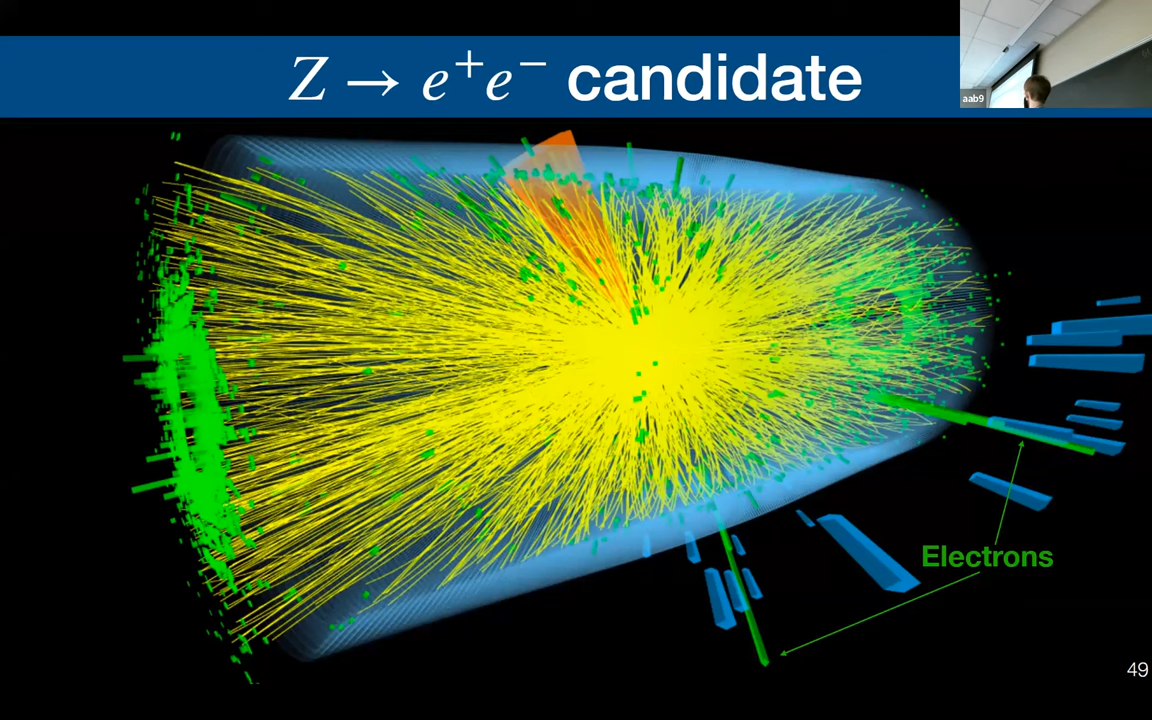 Z → e⁺e⁻ candidate
aab9
Electrons
49